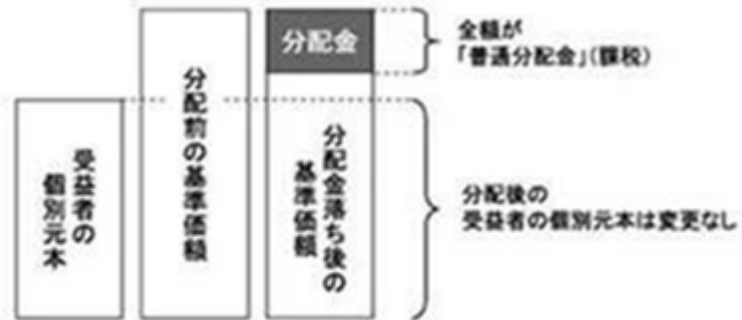 受益者の
個別元本
分配前の基準価額
分配金
分配金落ち後の
基準価額
全額が
「普通分配金」(課税)
分配後の
受益者の個別元本は変更なし